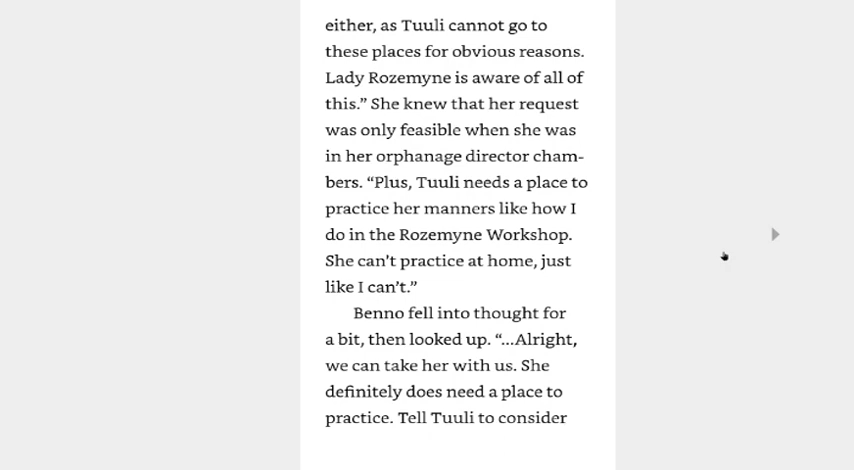 either, as Tuuli cannot go to
these places for obvious reasons.
Lady Rozemyne is aware of all of
this.” She knew that her request
was only feasible when she was
in her orphanage director cham-
bers. “Plus, Tuuli needs a place to
practice her manners like how I
do in the Rozemyne Workshop.
She can’t practice at home, just
like I can’t.”
Benno fell into thought for
a bit, then looked up. “...Alright,
we can take her with us. She
definitely does need a place to
practice. Tell Tuuli to consider